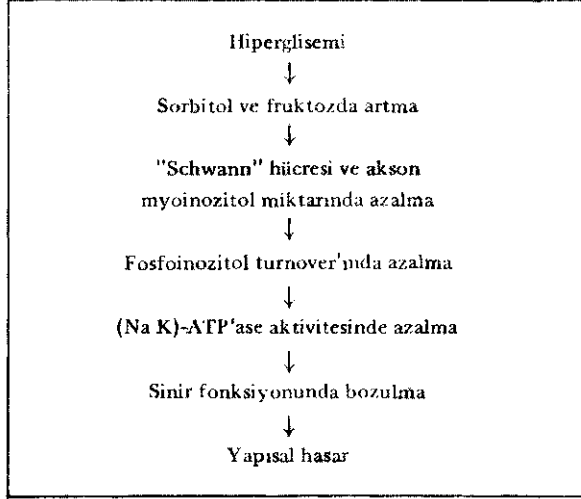 Hiperglisemi
↓
Sorbitol ve fruktozda artma
↓
"Schwann" hücresi ve akson
myoinozitol miktarında azalma
↓
Fosfoinozitol turnover'ında azalma
↓
(Na K)-ATP'ase aktivitesinde azalma
↓
Sinir fonksiyonunda bozulma
↓
Yapısal hasar